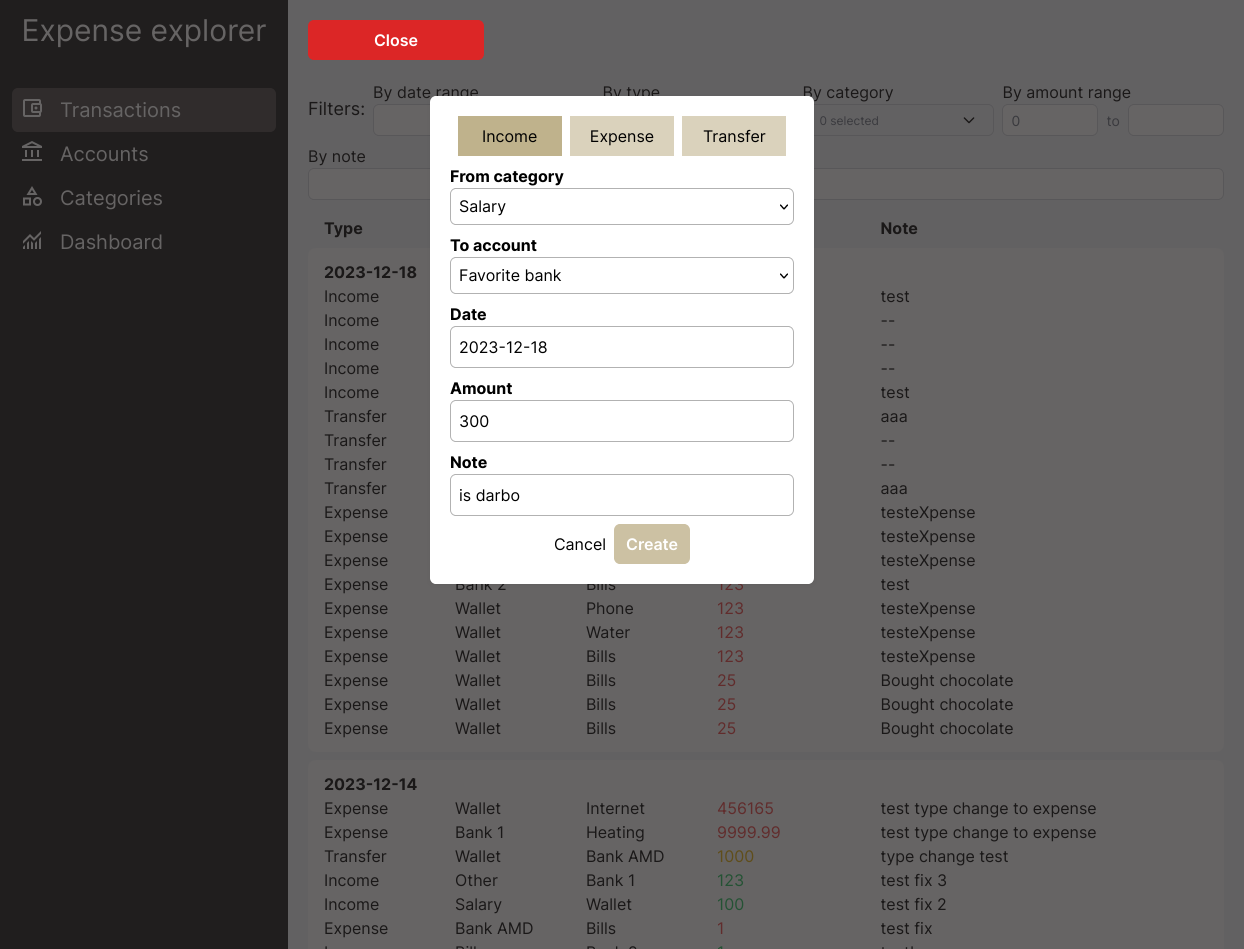 Expense explorer
Transactions
Accounts
Categories
Dashboard
Close
Filters:
By date range
By type
By category
0 selected
By amount range
0
to
By note
Income
Expense
Transfer
From category
Salary
To account
Favorite bank
Date
2023-12-18
Amount
300
Note
is darbo
Cancel
Create
Type
Note
2023-12-18
Income test
Income --
Income --
Income --
Income test
Transfer aaa
Transfer --
Transfer --
Transfer aaa
Expense testeXpense
Expense testeXpense
Expense testeXpense
Expense Bank 2 Bills 123 test
Expense Wallet Phone 123 testeXpense
Expense Wallet Water 123 testeXpense
Expense Wallet Bills 123 testeXpense
Expense Wallet Bills 25 Bought chocolate
Expense Wallet Bills 25 Bought chocolate
Expense Wallet Bills 25 Bought chocolate
2023-12-14
Expense Wallet Internet 456165 test type change to expense
Expense Bank 1 Heating 9999.99 test type change to expense
Transfer Wallet Bank AMD 1000 type change test
Income Other Bank 1 123 test fix 3
Income Salary Wallet 100 test fix 2
Expense Bank AMD Bills 1 test fix